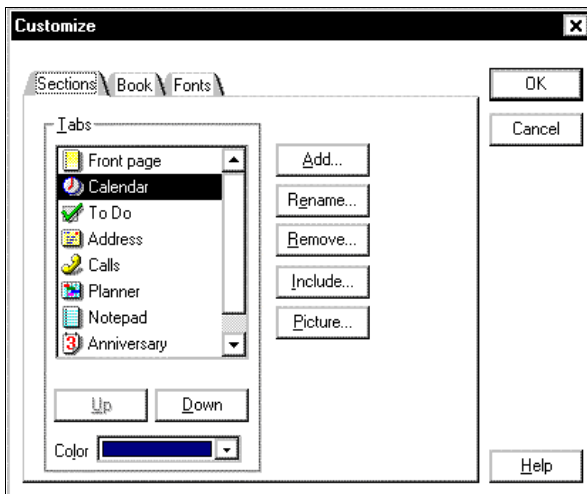 Customize
Sections Book Fonts
Tabs
Front page
Calendar
To Do
Address
Calls
Planner
Notepad
Anniversary
Up Down
Color
Add...
Rename...
Remove...
Include...
Picture...
OK
Cancel
Help